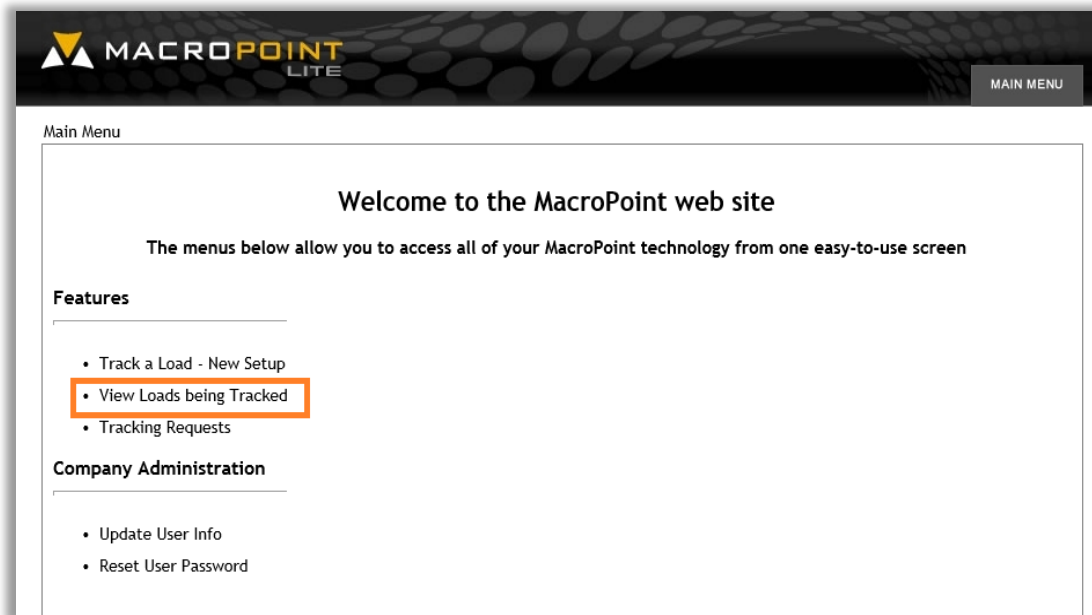 MACROPOINT
LITE
MAIN MENU
Main Menu
Welcome to the MacroPoint web site
The menus below allow you to access all of your MacroPoint technology from one easy-to-use screen
Features
• Track a Load - New Setup
• View Loads being Tracked
• Tracking Requests
Company Administration
• Update User Info
• Reset User Password